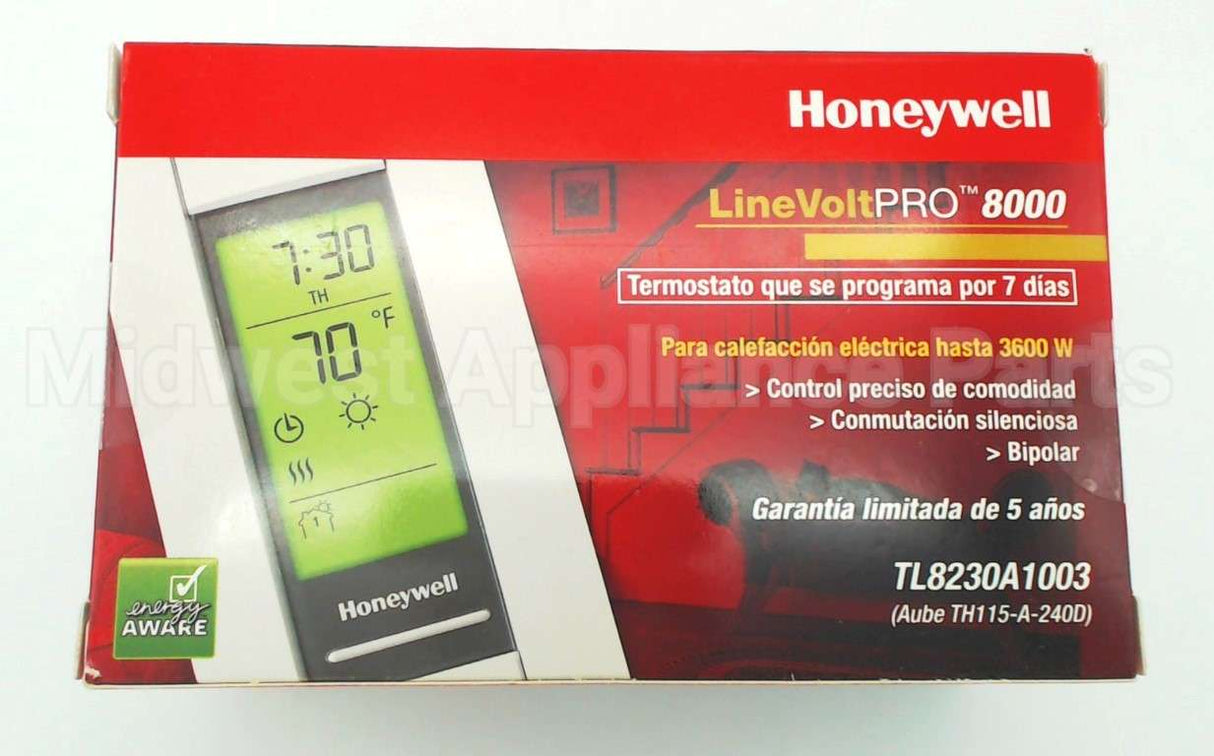 Honeywell
LineVoltPRO™ 8000
Termostato que se programa por 7 días
Para calefacción eléctrica hasta 3600 W
> Control preciso de comodidad
> Conmutación silenciosa
> Bipolar
Garantía limitada de 5 años
TL8230A1003
(Aube TH115-A-240D)
7:30
TH
70 °F
1
Honeywell
energy
AWARE
Midwest Appliance Parts